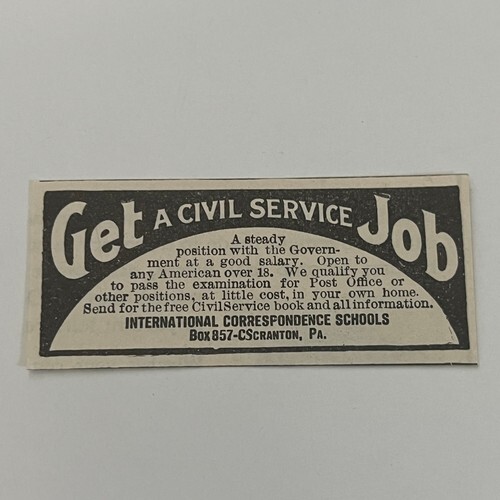 Get A CIVIL SERVICE Job
A steady
position with the Govern-
ment at a good salary. Open to
any American over 18. We qualify you
to pass the examination for Post Office or
other positions, at little cost, in your own home.
Send for the free Civil Service book and all information.
INTERNATIONAL CORRESPONDENCE SCHOOLS
BOX 857-C SCRANTON, PA.